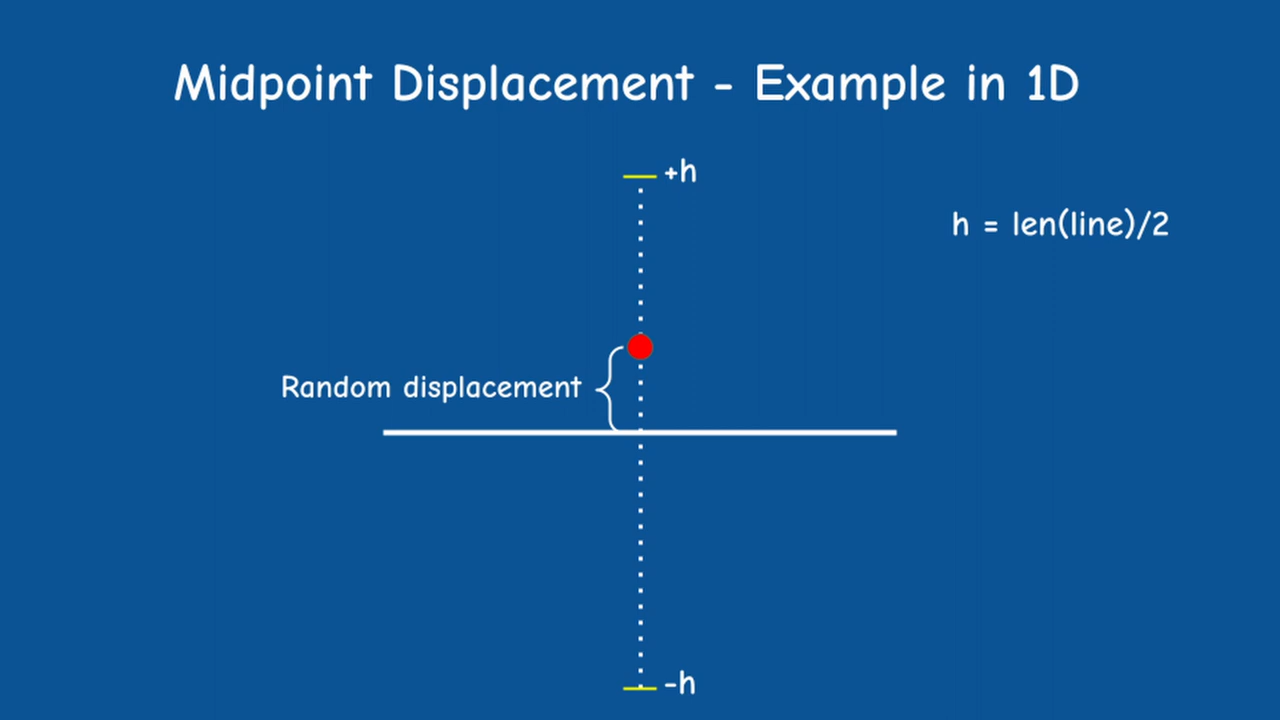 Midpoint Displacement - Example in 1D
+h
h = len(line)/2
Random displacement
-h